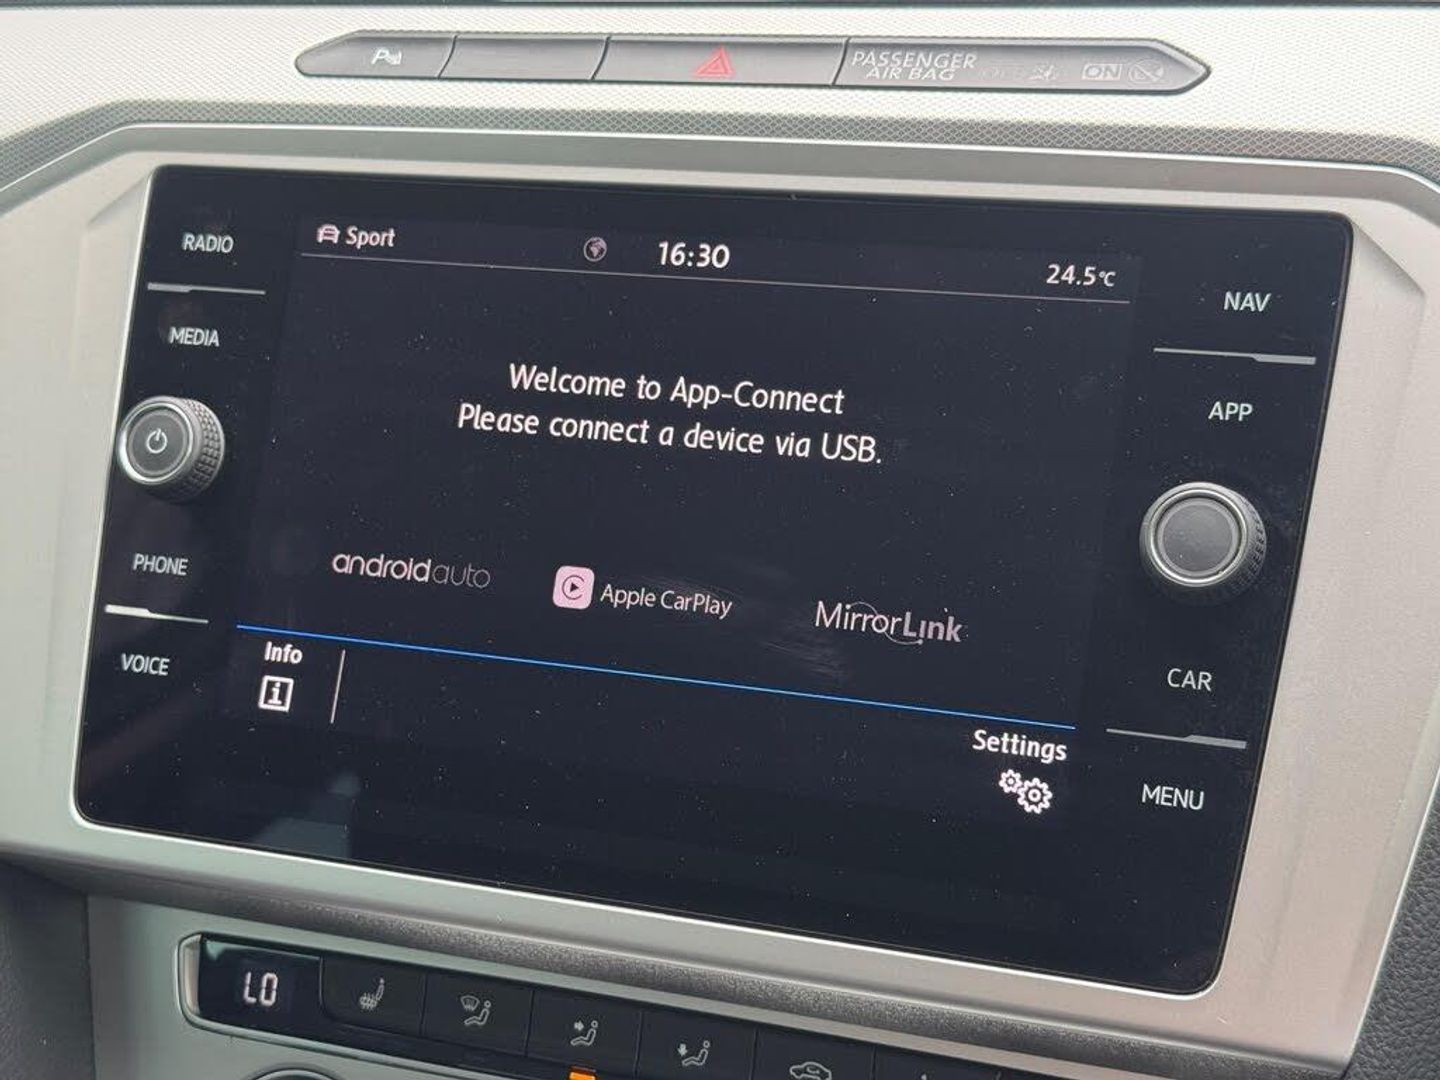 PASSENGER
AIR BAG OFF ON
RADIO
MEDIA
PHONE
VOICE
Sport 16:30 24.5°C
Welcome to App-Connect
Please connect a device via USB.
androidauto
Apple CarPlay
MirrorLink
Info
Settings
NAV
APP
CAR
MENU
LO